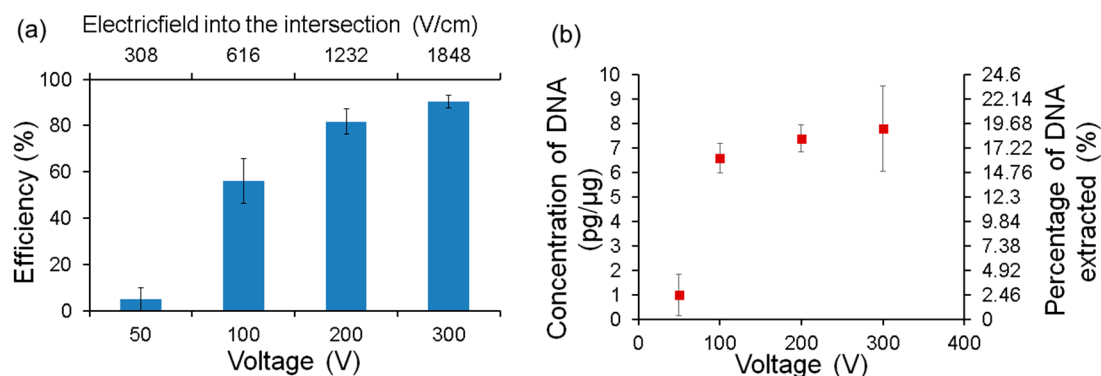 (a)
Electricfield into the intersection (V/cm)
308 616 1232 1848
100
80
60
40
20
0
Efficiency (%)
50 100 200 300
Voltage (V)
(b)
10
9
8
7
6
5
4
3
2
1
0
Concentration of DNA
(pg/µg)
24.6
22.14
19.68
17.22
14.76
12.3
9.84
7.38
4.92
2.46
0
Percentage of DNA
extracted (%)
0 100 200 300 400
Voltage (V)